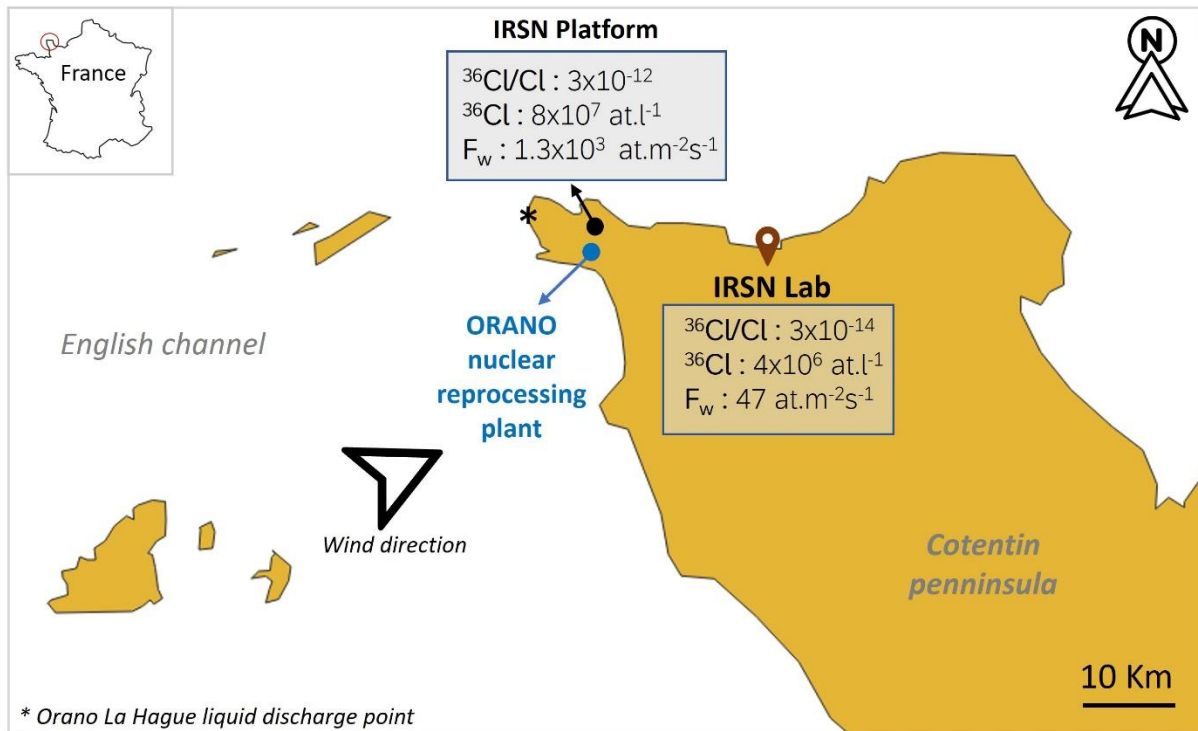 France
N
IRSN Platform
³⁶Cl/Cl : 3x10⁻¹²
³⁶Cl : 8x10⁷ at.l⁻¹
F_w : 1.3x10³ at.m⁻²s⁻¹
*
IRSN Lab
³⁶Cl/Cl : 3x10⁻¹⁴
³⁶Cl : 4x10⁶ at.l⁻¹
F_w : 47 at.m⁻²s⁻¹
English channel
ORANO
nuclear
reprocessing
plant
Wind direction
Cotentin
penninsula
10 Km
* Orano La Hague liquid discharge point